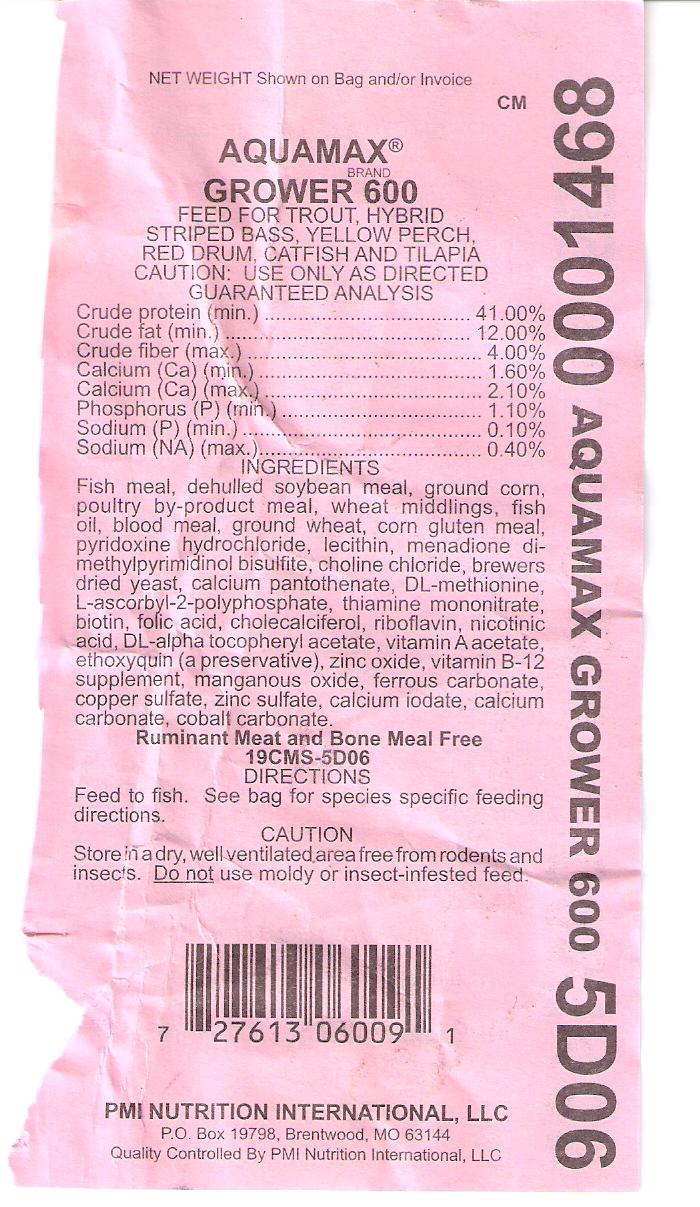 NET WEIGHT Shown on Bag and/or Invoice
CM
AQUAMAX®
BRAND
GROWER 600
FEED FOR TROUT, HYBRID
STRIPED BASS, YELLOW PERCH,
RED DRUM, CATFISH AND TILAPIA
CAUTION: USE ONLY AS DIRECTED
GUARANTEED ANALYSIS
Crude protein (min.) ................................... 41.00%
Crude fat (min.) ........................................... 12.00%
Crude fiber (max.) ........................................ 4.00%
Calcium (Ca) (min.) ...................................... 1.60%
Calcium (Ca) (max.)...................................... 2.10%
Phosphorus (P) (min.) .................................. 1.10%
Sodium (P) (min.) ......................................... 0.10%
Sodium (NA) (max.)...................................... 0.40%
INGREDIENTS
Fish meal, dehulled soybean meal, ground corn,
poultry by-product meal, wheat middlings, fish
oil, blood meal, ground wheat, corn gluten meal,
pyridoxine hydrochloride, lecithin, menadione di-
methylpyrimidinol bisulfite, choline chloride, brewers
dried yeast, calcium pantothenate, DL-methionine,
L-ascorbyl-2-polyphosphate, thiamine mononitrate,
biotin, folic acid, cholecalciferol, riboflavin, nicotinic
acid, DL-alpha tocopheryl acetate, vitamin A acetate,
ethoxyquin (a preservative), zinc oxide, vitamin B-12
supplement, manganous oxide, ferrous carbonate,
copper sulfate, zinc sulfate, calcium iodate, calcium
carbonate, cobalt carbonate.
Ruminant Meat and Bone Meal Free
19CMS-5D06
DIRECTIONS
Feed to fish. See bag for species specific feeding
directions.
CAUTION
Store in a dry, well ventilated area free from rodents and
insects. Do not use moldy or insect-infested feed.
7 27613 06009 1
PMI NUTRITION INTERNATIONAL, LLC
P.O. Box 19798, Brentwood, MO 63144
Quality Controlled By PMI Nutrition International, LLC
0001468 AQUAMAX GROWER 600 5D06